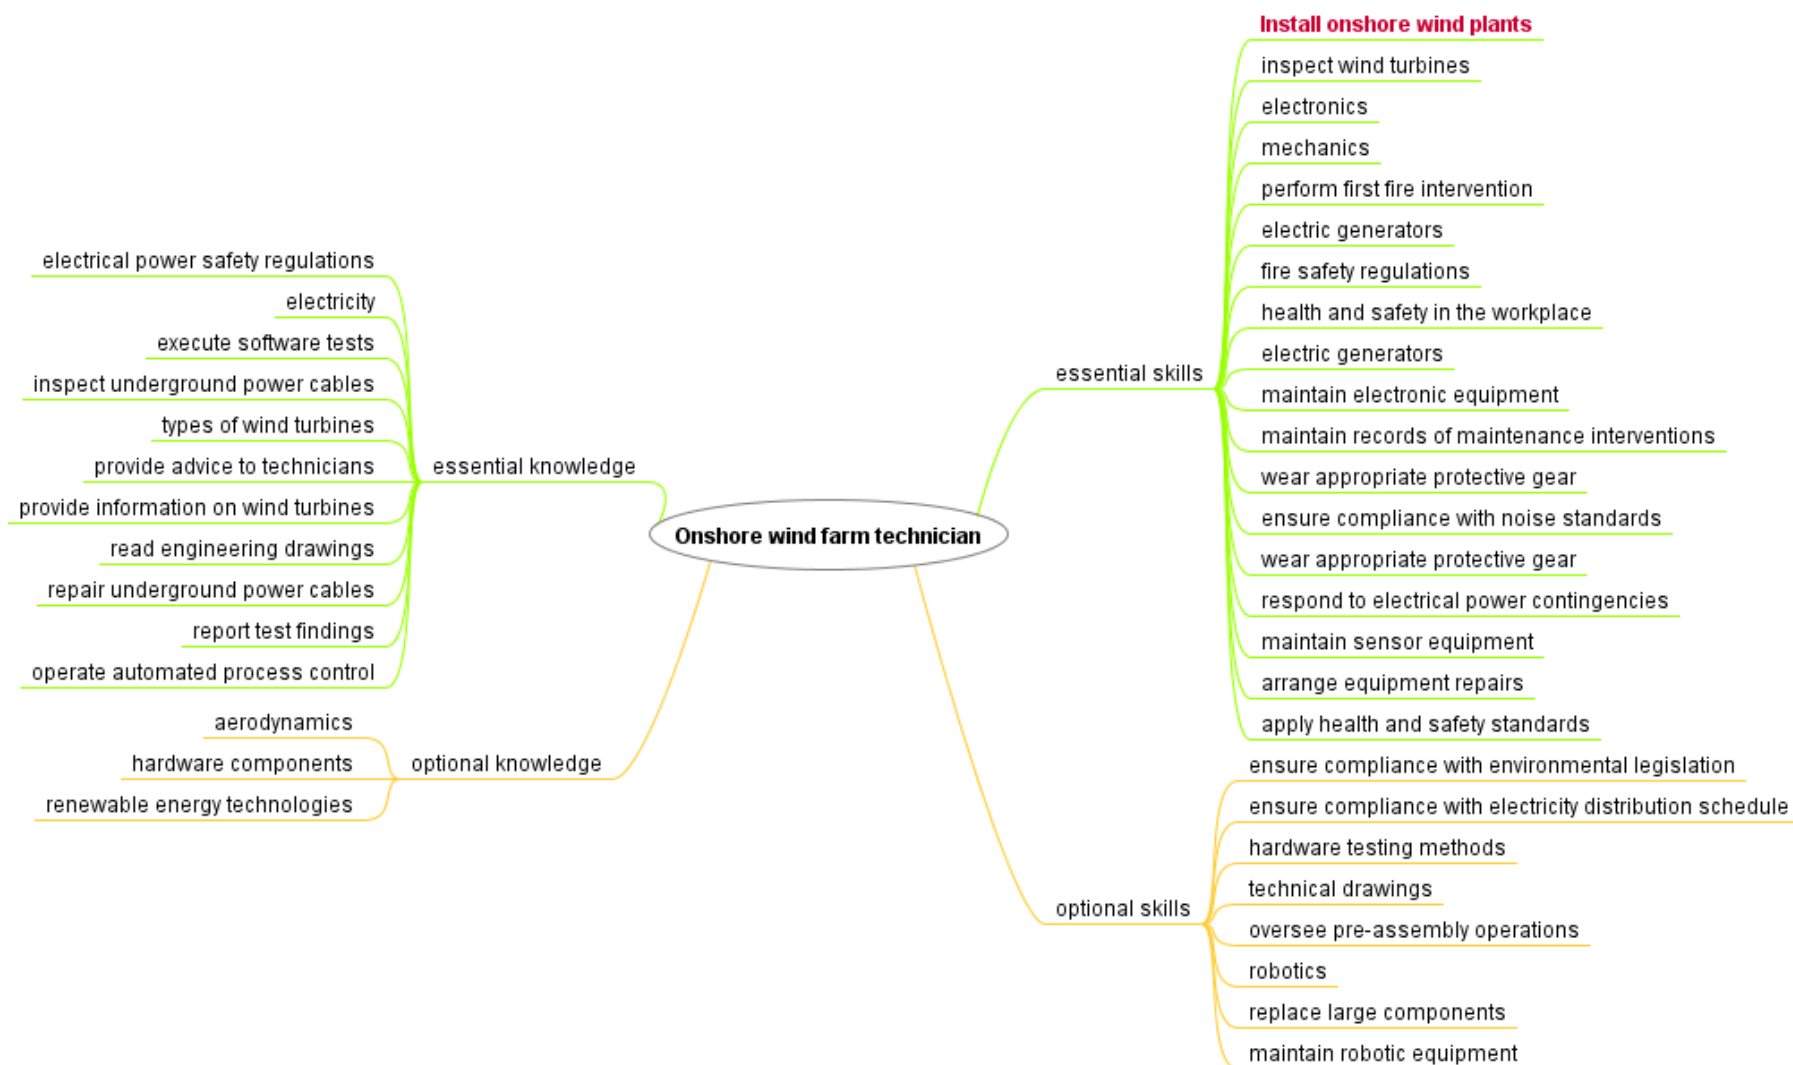 Onshore wind farm technician
essential knowledge
electrical power safety regulations
electricity
execute software tests
inspect underground power cables
types of wind turbines
provide advice to technicians
provide information on wind turbines
read engineering drawings
repair underground power cables
report test findings
operate automated process control
optional knowledge
aerodynamics
hardware components
renewable energy technologies
essential skills
Install onshore wind plants
inspect wind turbines
electronics
mechanics
perform first fire intervention
electric generators
fire safety regulations
health and safety in the workplace
electric generators
maintain electronic equipment
maintain records of maintenance interventions
wear appropriate protective gear
ensure compliance with noise standards
wear appropriate protective gear
respond to electrical power contingencies
maintain sensor equipment
arrange equipment repairs
apply health and safety standards
optional skills
ensure compliance with environmental legislation
ensure compliance with electricity distribution schedule
hardware testing methods
technical drawings
oversee pre-assembly operations
robotics
replace large components
maintain robotic equipment